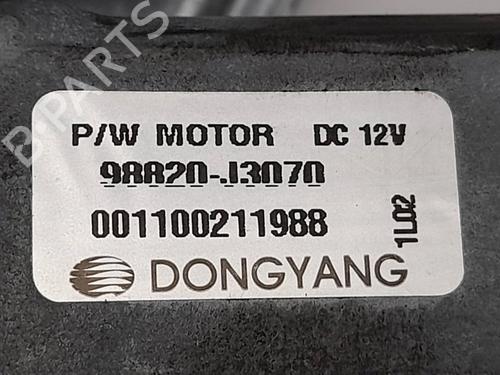 P/W MOTOR DC 12V
98820-J3070
001100211988
1L02
DONGYANG
B-PARTS